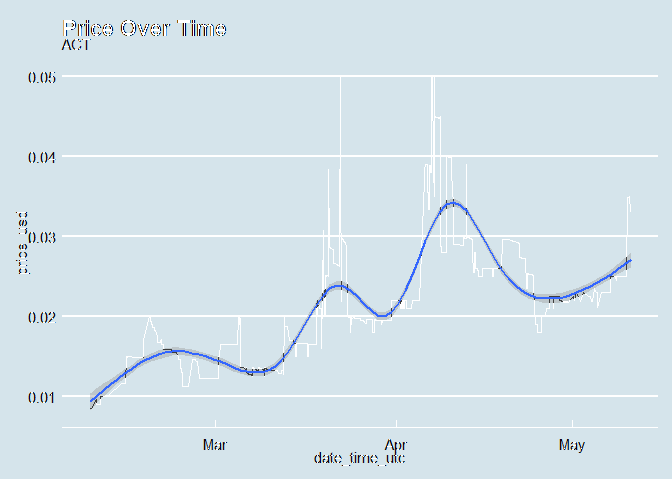 Price Over Time
ACT
0.05
0.04
0.03
0.02
0.01
price_usd
Mar
Apr
May
date_time_utc